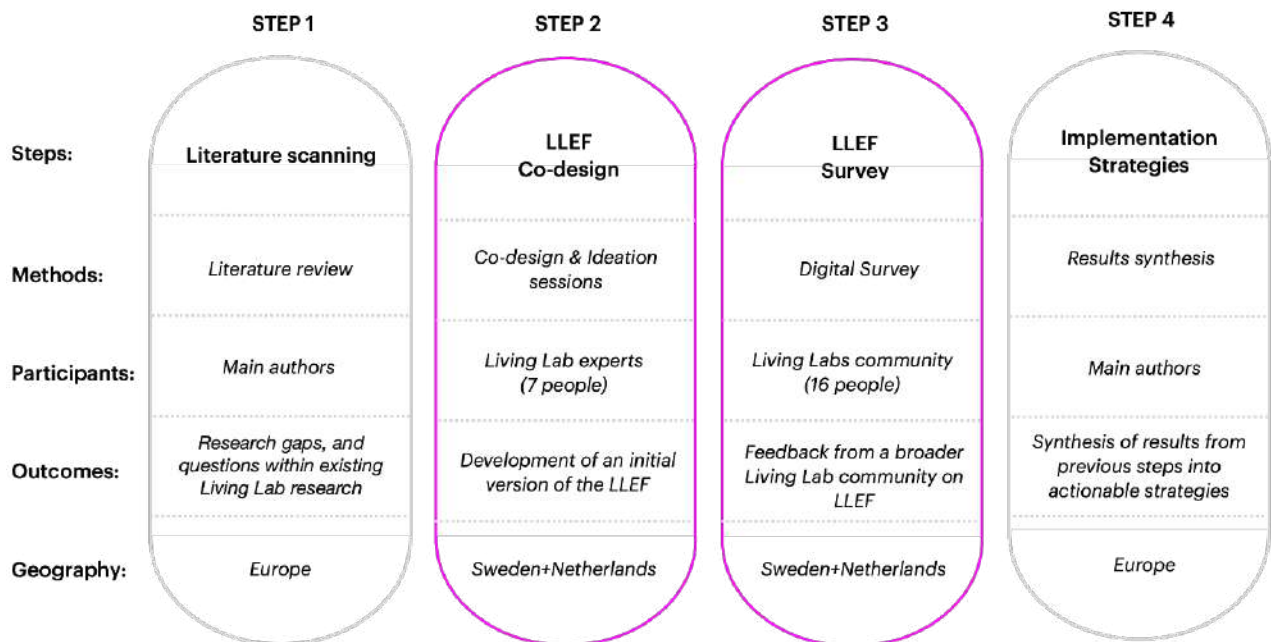 STEP 1 STEP 2 STEP 3 STEP 4
Steps:
Literature scanning
LLEF
Co-design
LLEF
Survey
Implementation
Strategies
Methods:
Literature review
Co-design & Ideation
sessions
Digital Survey
Results synthesis
Participants:
Main authors
Living Lab experts
(7 people)
Living Labs community
(16 people)
Main authors
Outcomes:
Research gaps, and
questions within existing
Living Lab research
Development of an initial
version of the LLEF
Feedback from a broader
Living Lab community on
LLEF
Synthesis of results from
previous steps into
actionable strategies
Geography:
Europe
Sweden+Netherlands
Sweden+Netherlands
Europe